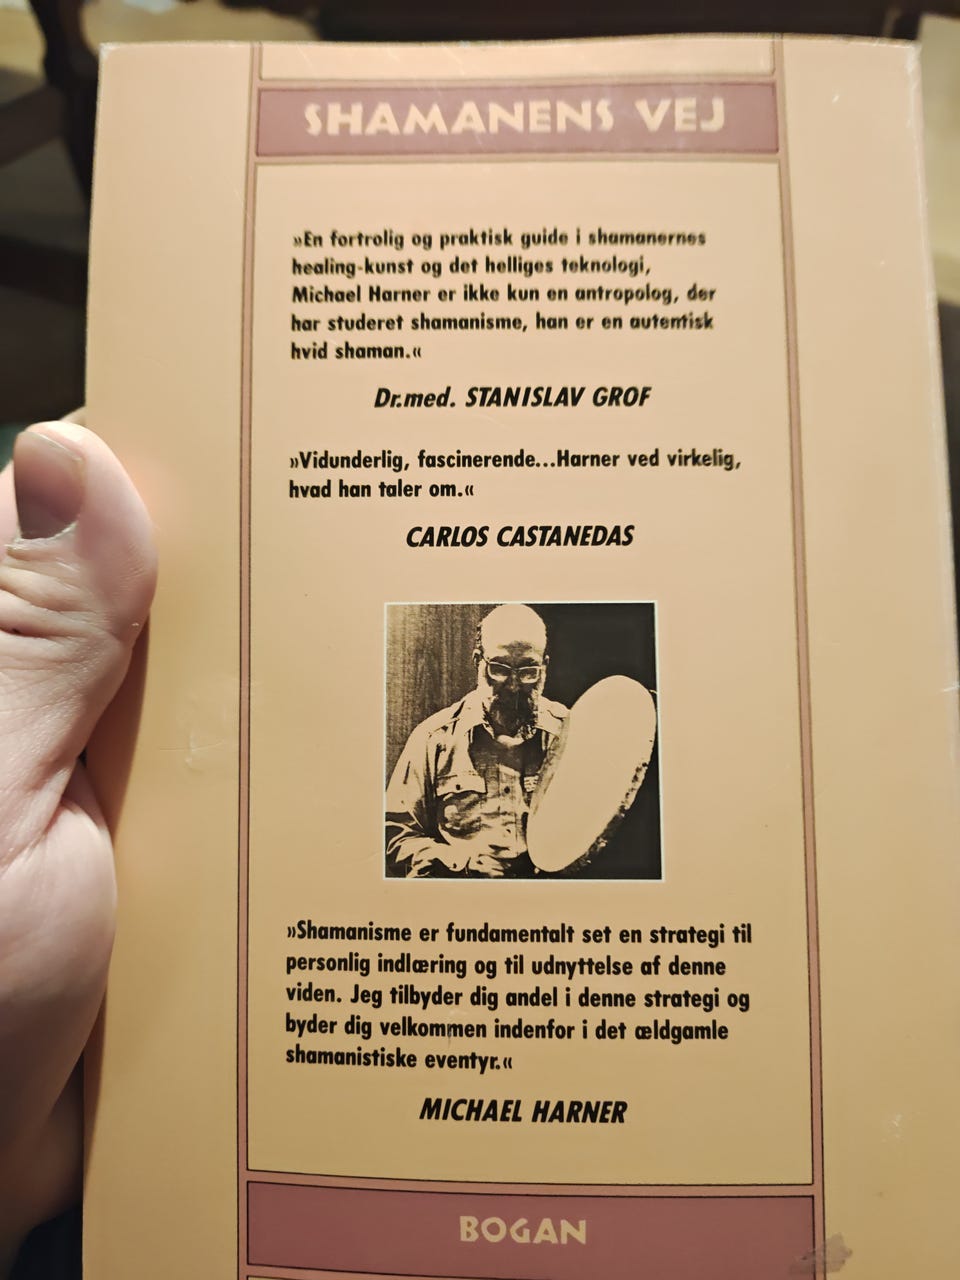 SHAMANENS VEJ
»En fortrolig og praktisk guide i shamanernes
healing-kunst og det helliges teknologi,
Michael Harner er ikke kun en antropolog, der
har studeret shamanisme, han er en autentisk
hvid shaman.«
Dr.med. STANISLAV GROF
»Vidunderlig, fascinerende...Harner ved virkelig,
hvad han taler om.«
CARLOS CASTANEDAS
»Shamanisme er fundamentalt set en strategi til
personlig indlæring og til udnyttelse af denne
viden. Jeg tilbyder dig andel i denne strategi og
byder dig velkommen indenfor i det ældgamle
shamanistiske eventyr.«
MICHAEL HARNER
BOGAN